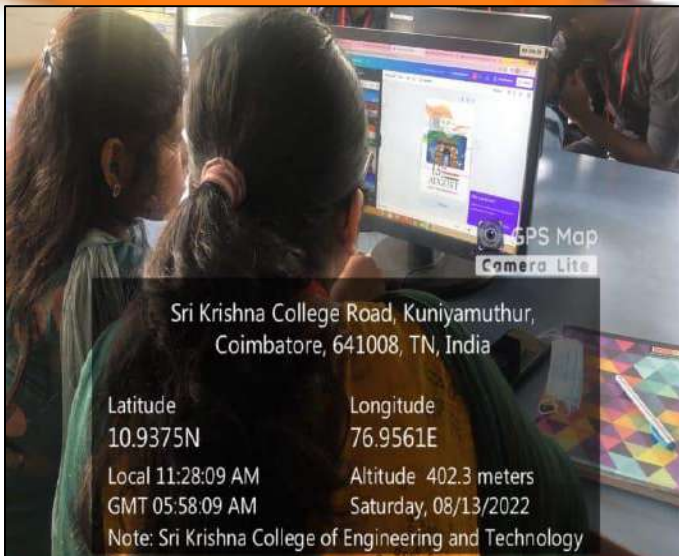 15
AUGUST
GPS Map
Camera Lite
Sri Krishna College Road, Kuniyamuthur,
Coimbatore, 641008, TN, India
Latitude
10.9375N
Longitude
76.9561E
Local 11:28:09 AM
GMT 05:58:09 AM
Altitude 402.3 meters
Saturday, 08/13/2022
Note: Sri Krishna College of Engineering and Technology